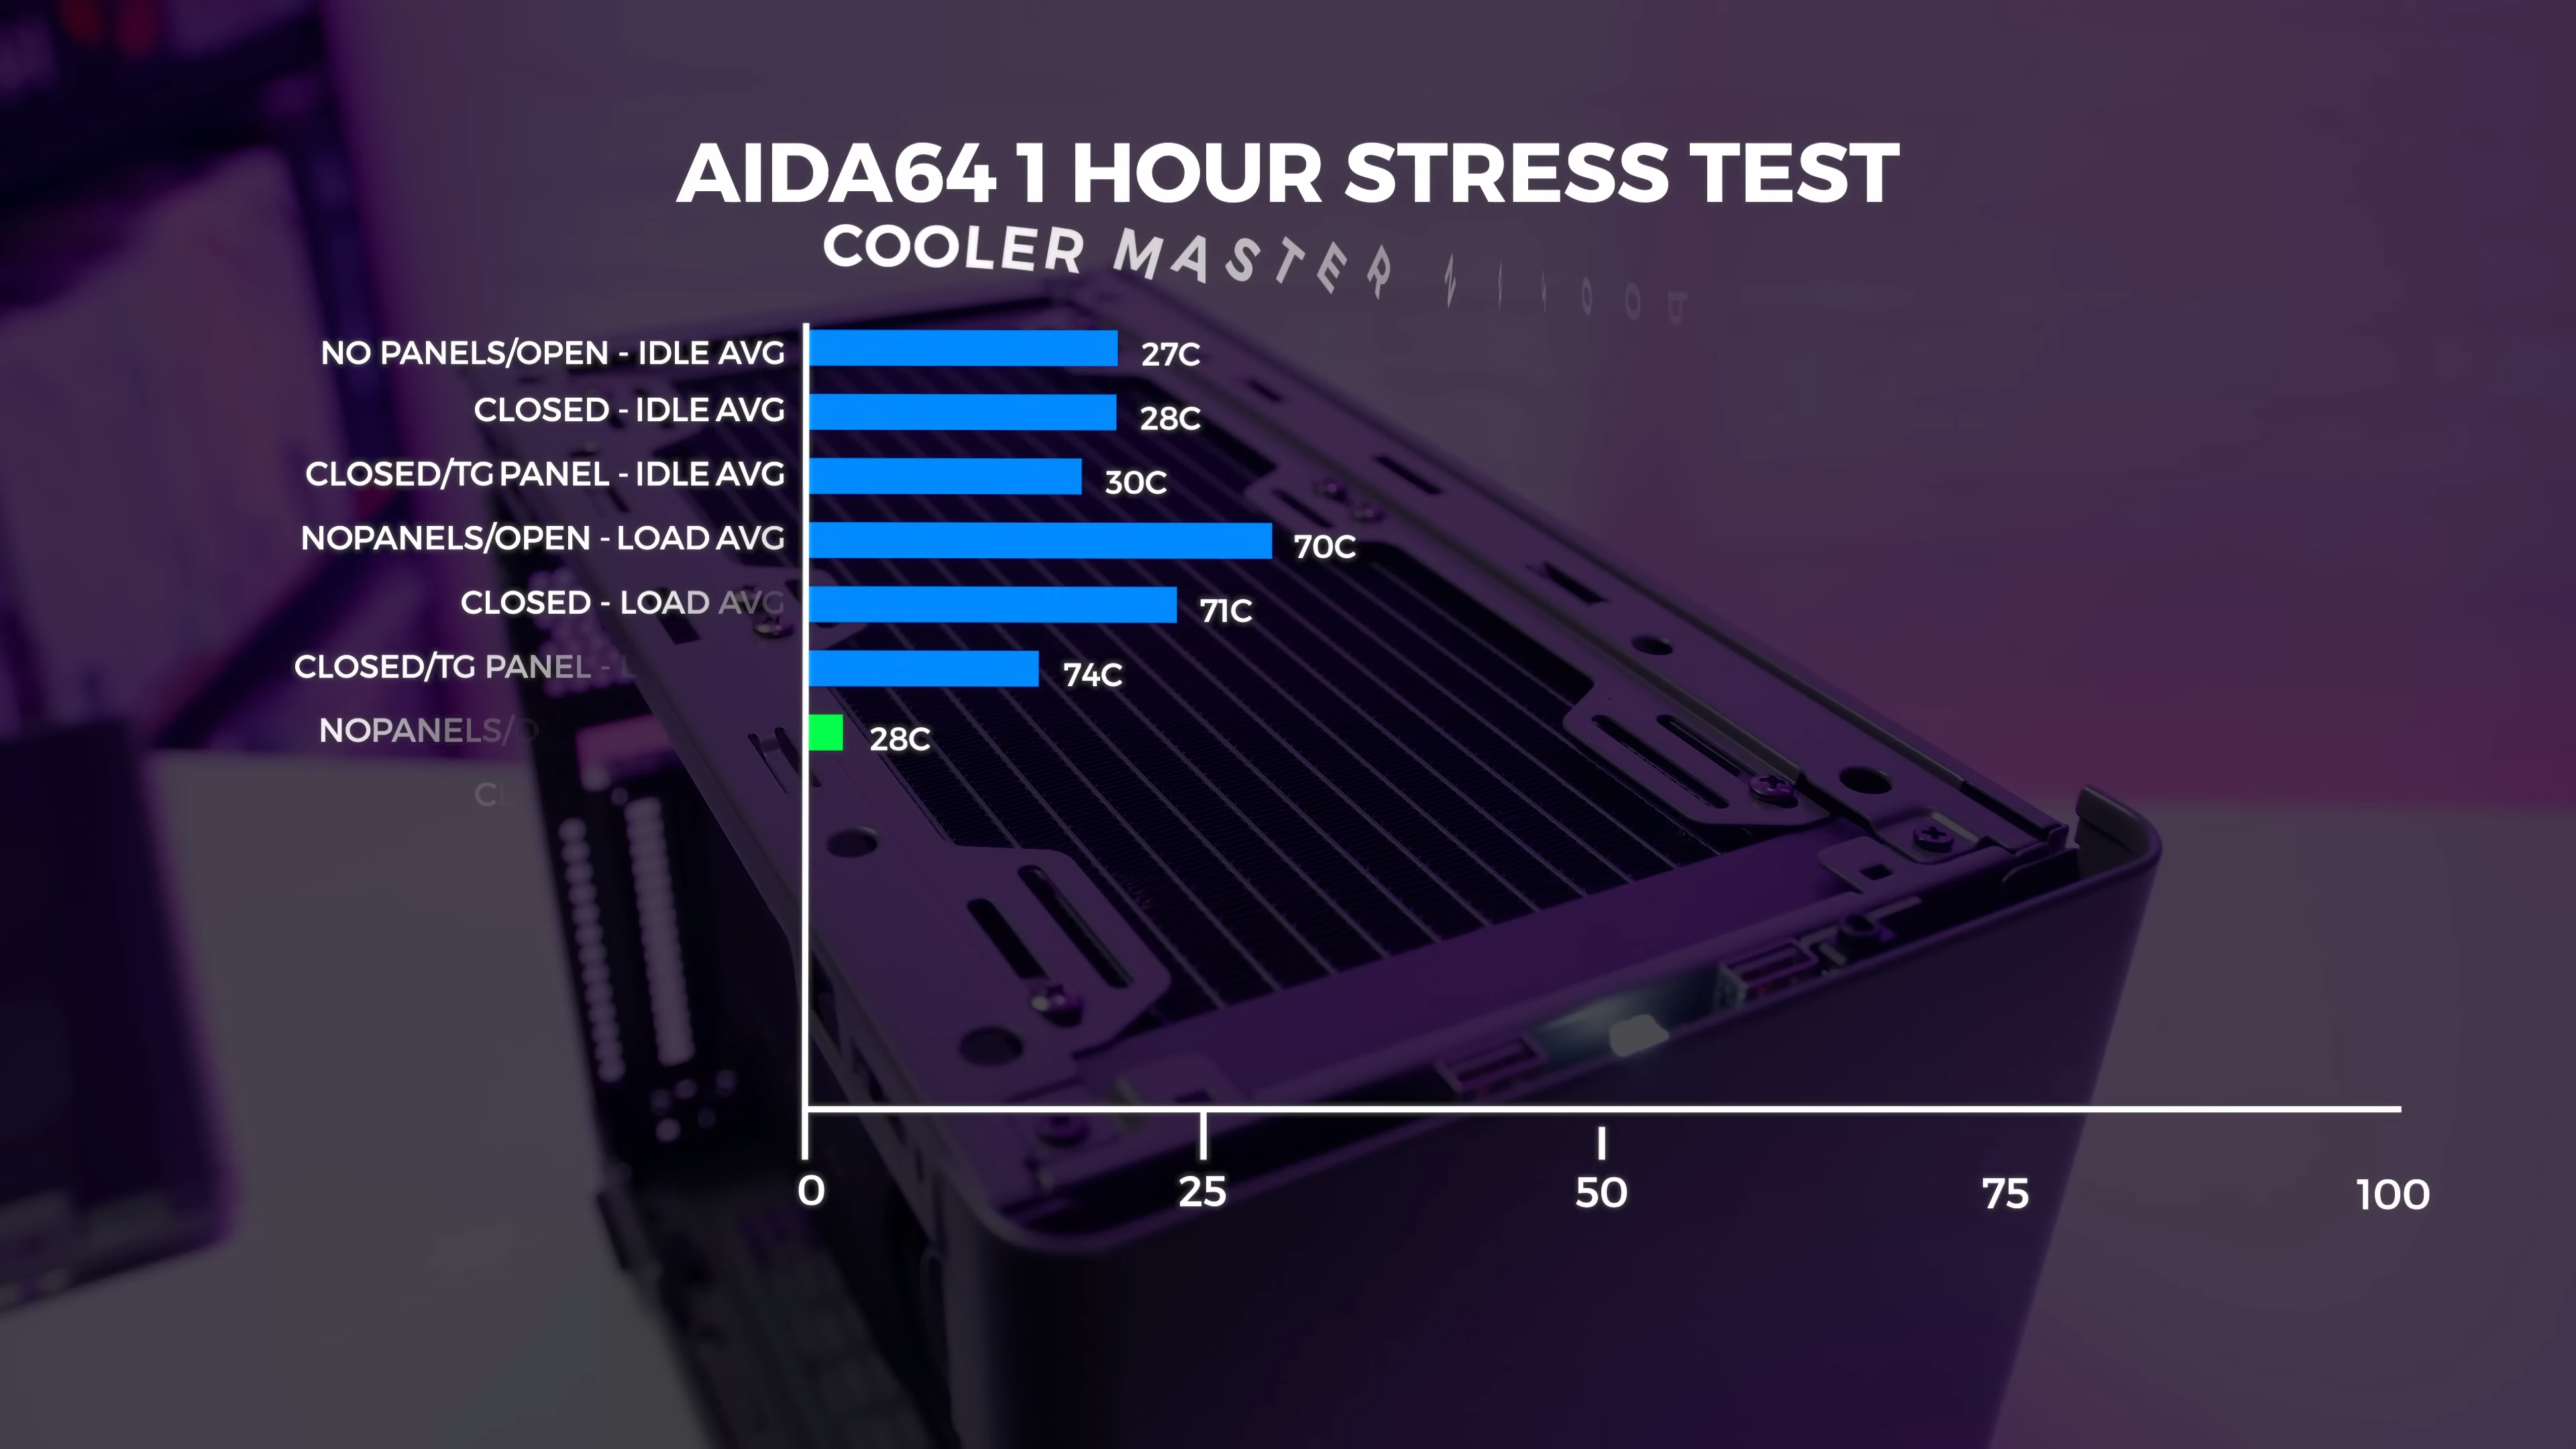 AIDA64 1 HOUR STRESS TEST
COOLER MASTER
NO PANELS/OPEN - IDLE AVG 27C
CLOSED - IDLE AVG 28C
CLOSED/TG PANEL - IDLE AVG 30C
NOPANELS/OPEN - LOAD AVG 70C
CLOSED - LOAD AVG 71C
CLOSED/TG PANEL - L 74C
NOPANELS/O 28C
CL
0 25 50 75 100